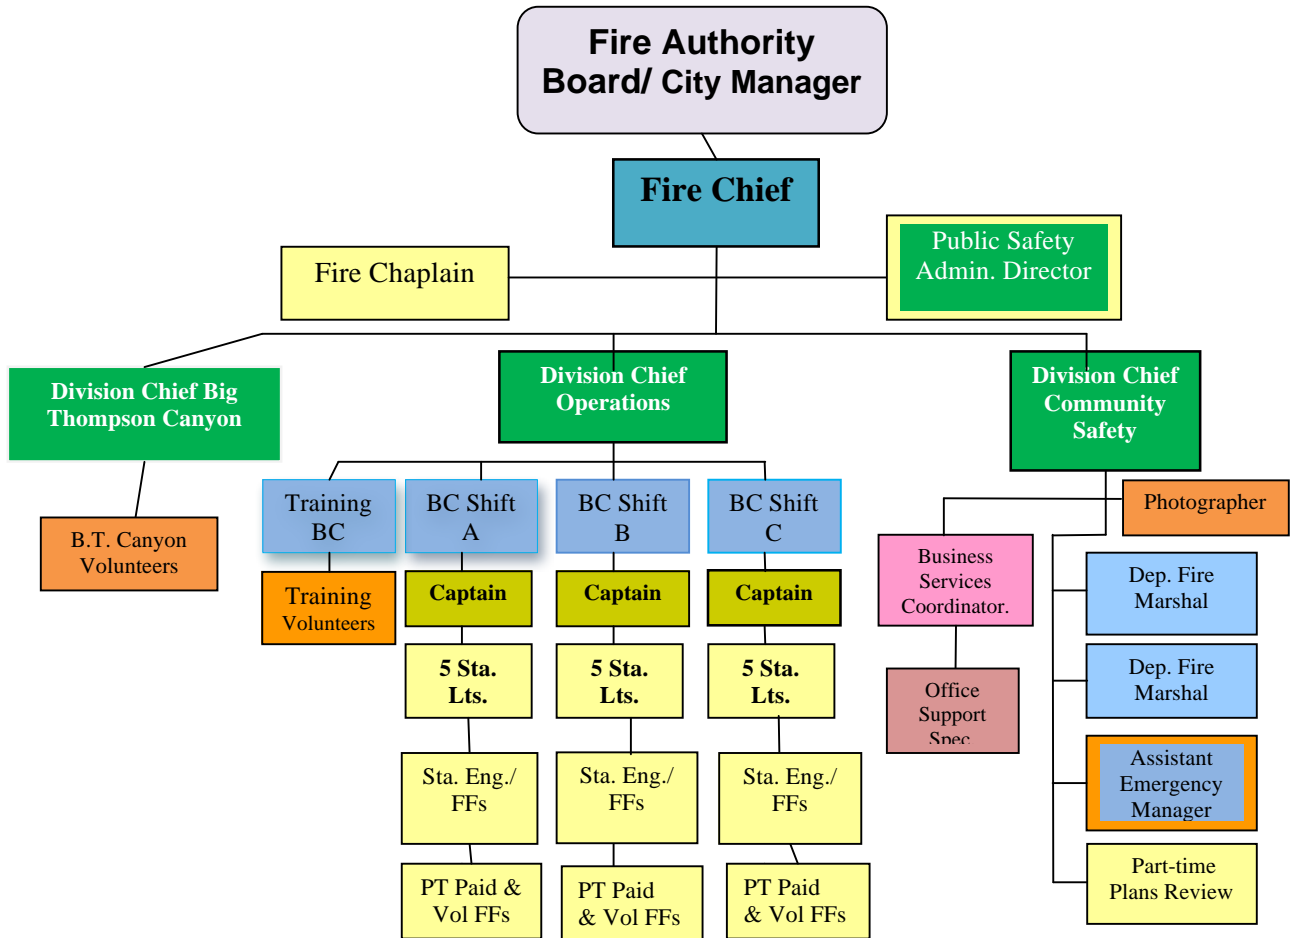 Fire Authority
Board/ City Manager
Fire Chief
Fire Chaplain
Public Safety
Admin. Director
Division Chief Big
Thompson Canyon
Division Chief
Operations
Division Chief
Community
Safety
B.T. Canyon
Volunteers
Training
BC
BC Shift
A
BC Shift
B
BC Shift
C
Training
Volunteers
Captain
Captain
Captain
5 Sta.
Lts.
5 Sta.
Lts.
5 Sta.
Lts.
Sta. Eng./
FFs
Sta. Eng./
FFs
Sta. Eng./
FFs
PT Paid &
Vol FFs
PT Paid
& Vol FFs
PT Paid
& Vol FFs
Photographer
Business
Services
Coordinator.
Office
Support
Spec
Dep. Fire
Marshal
Dep. Fire
Marshal
Assistant
Emergency
Manager
Part-time
Plans Review